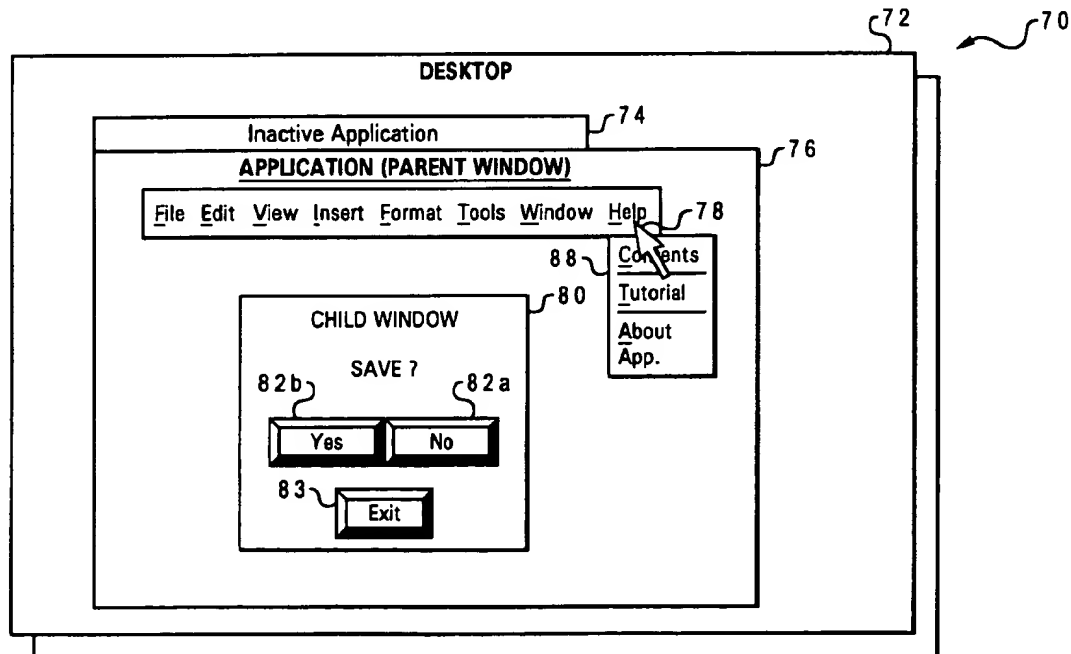 72
70
DESKTOP
74
Inactive Application
76
APPLICATION (PARENT WINDOW)
File Edit View Insert Format Tools Window Help
78
88
Contents
Tutorial
About
App.
80
CHILD WINDOW
SAVE ?
82b
82a
Yes
No
83
Exit